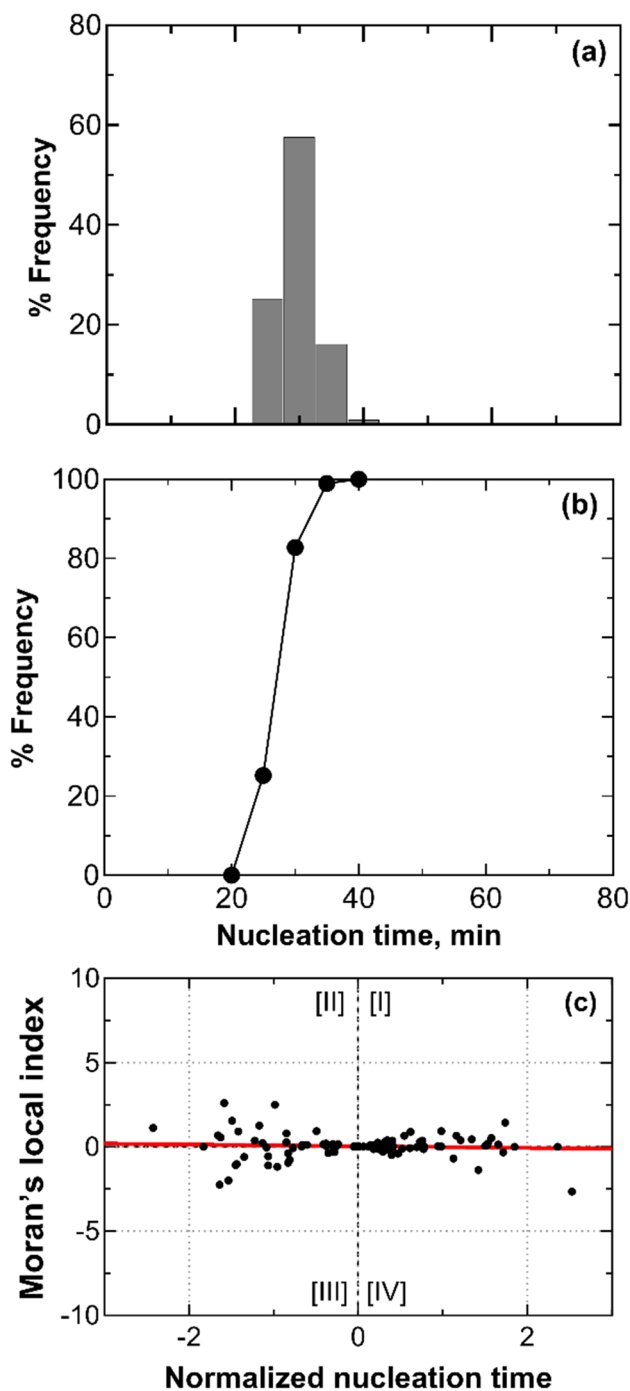 80
(a)
60
% Frequency
40
20
0
100
(b)
80
% Frequency
60
40
20
0
0 20 40 60 80
Nucleation time, min
10
[II] [I] (c)
5
Moran's local index
0
-5
[III] [IV]
-10
-2 0 2
Normalized nucleation time